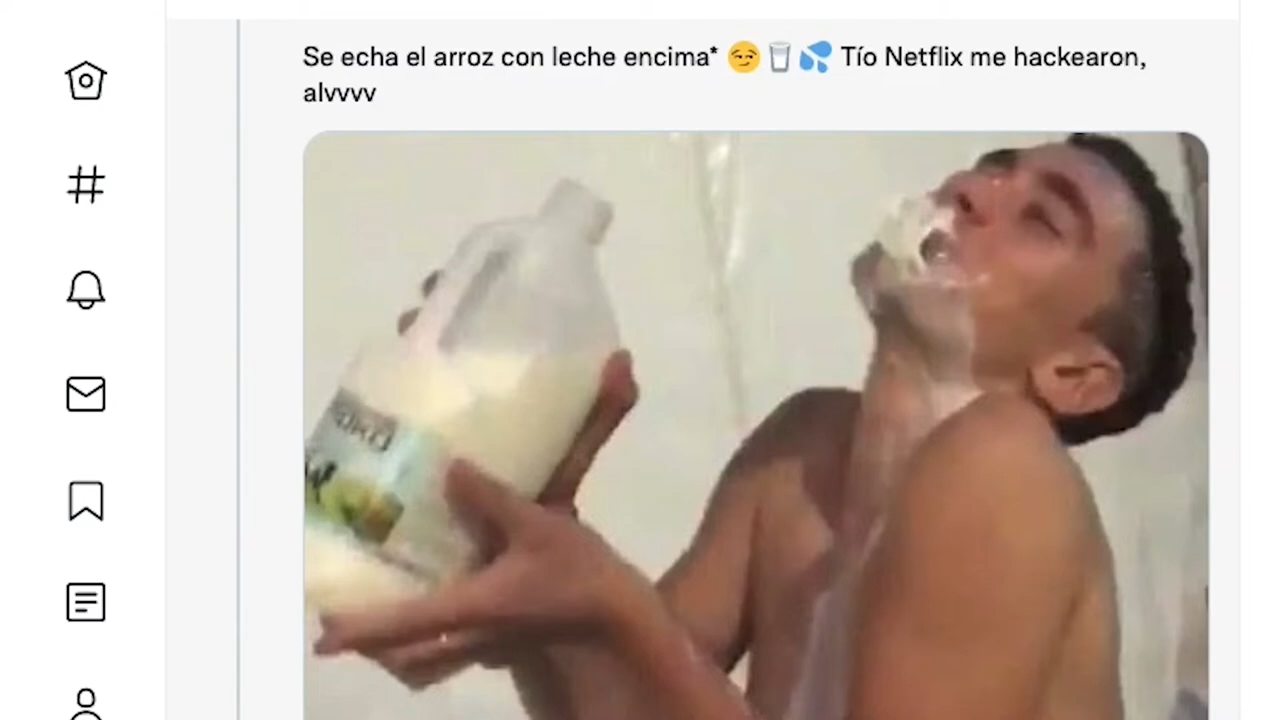 Se echa el arroz con leche encima* 😏🥛💦 Tío Netflix me hackearon,
alvvvv